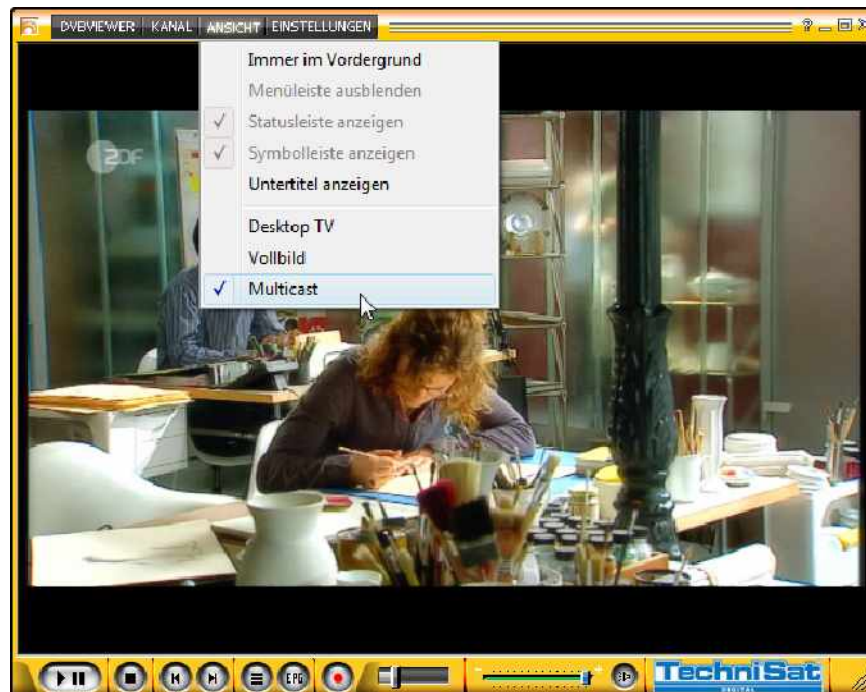 DVBVIEWER KANAL ANSICHT EINSTELLUNGEN ?
Immer im Vordergrund
Menüleiste ausblenden
Statusleiste anzeigen
Symbolleiste anzeigen
Untertitel anzeigen
Desktop TV
Vollbild
Multicast
ZDF
EPG
TechniSat
DIGITAL